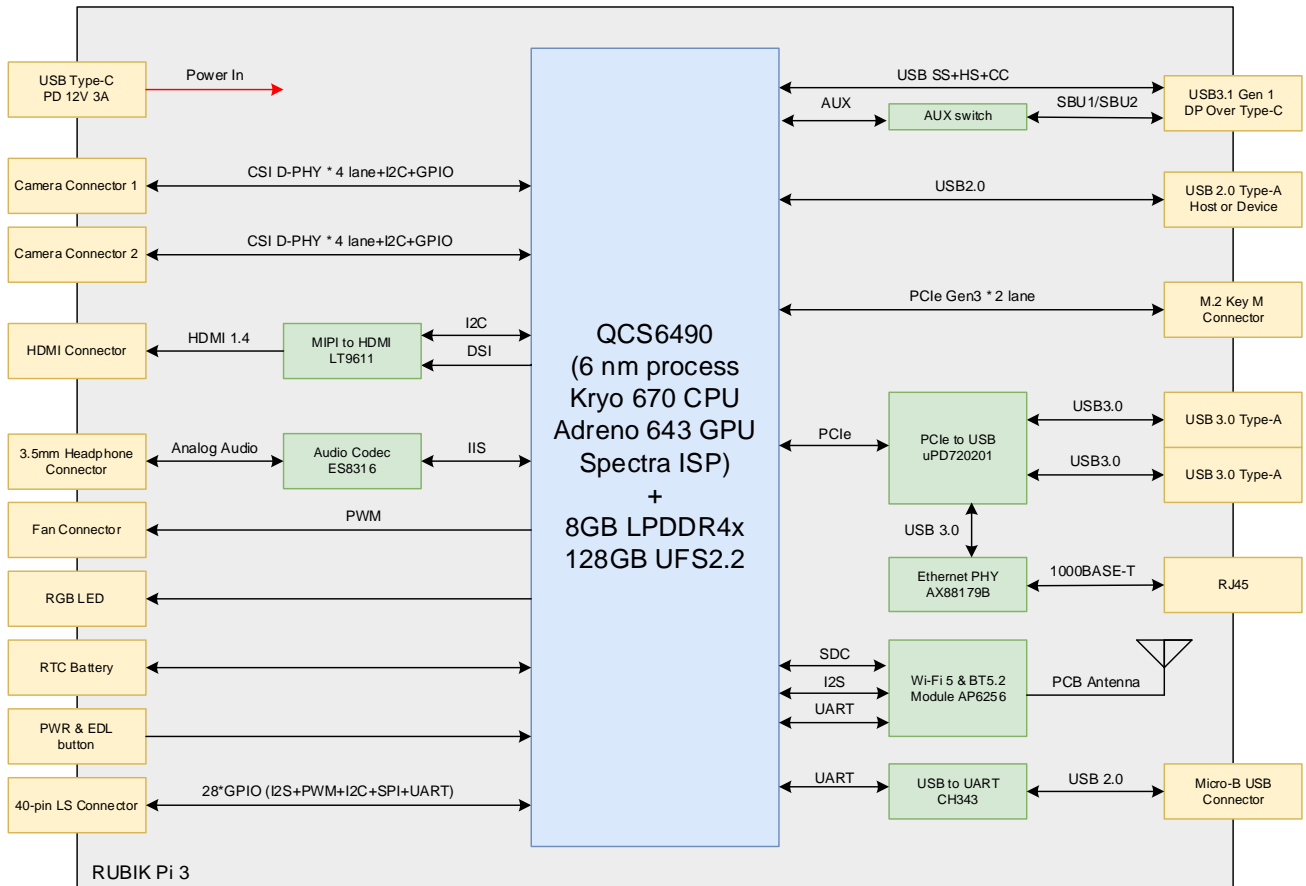 USB Type-C
PD 12V 3A
Power In
Camera Connector 1
CSI D-PHY * 4 lane+I2C+GPIO
Camera Connector 2
CSI D-PHY * 4 lane+I2C+GPIO
HDMI Connector
HDMI 1.4
MIPI to HDMI
LT9611
I2C
DSI
3.5mm Headphone
Connector
Analog Audio
Audio Codec
ES8316
IIS
Fan Connector
PWM
RGB LED
RTC Battery
PWR & EDL
button
40-pin LS Connector
28*GPIO (I2S+PWM+I2C+SPI+UART)
QCS6490
(6 nm process
Kryo 670 CPU
Adreno 643 GPU
Spectra ISP)
+
8GB LPDDR4x
128GB UFS2.2
USB SS+HS+CC
AUX
AUX switch
SBU1/SBU2
USB3.1 Gen 1
DP Over Type-C
USB2.0
USB 2.0 Type-A
Host or Device
PCIe Gen3 * 2 lane
M.2 Key M
Connector
PCIe
PCIe to USB
uPD720201
USB3.0
USB 3.0 Type-A
USB3.0
USB 3.0 Type-A
USB 3.0
Ethernet PHY
AX88179B
1000BASE-T
RJ45
SDC
I2S
UART
Wi-Fi 5 & BT5.2
Module AP6256
PCB Antenna
UART
USB to UART
CH343
USB 2.0
Micro-B USB
Connector
RUBIK Pi 3